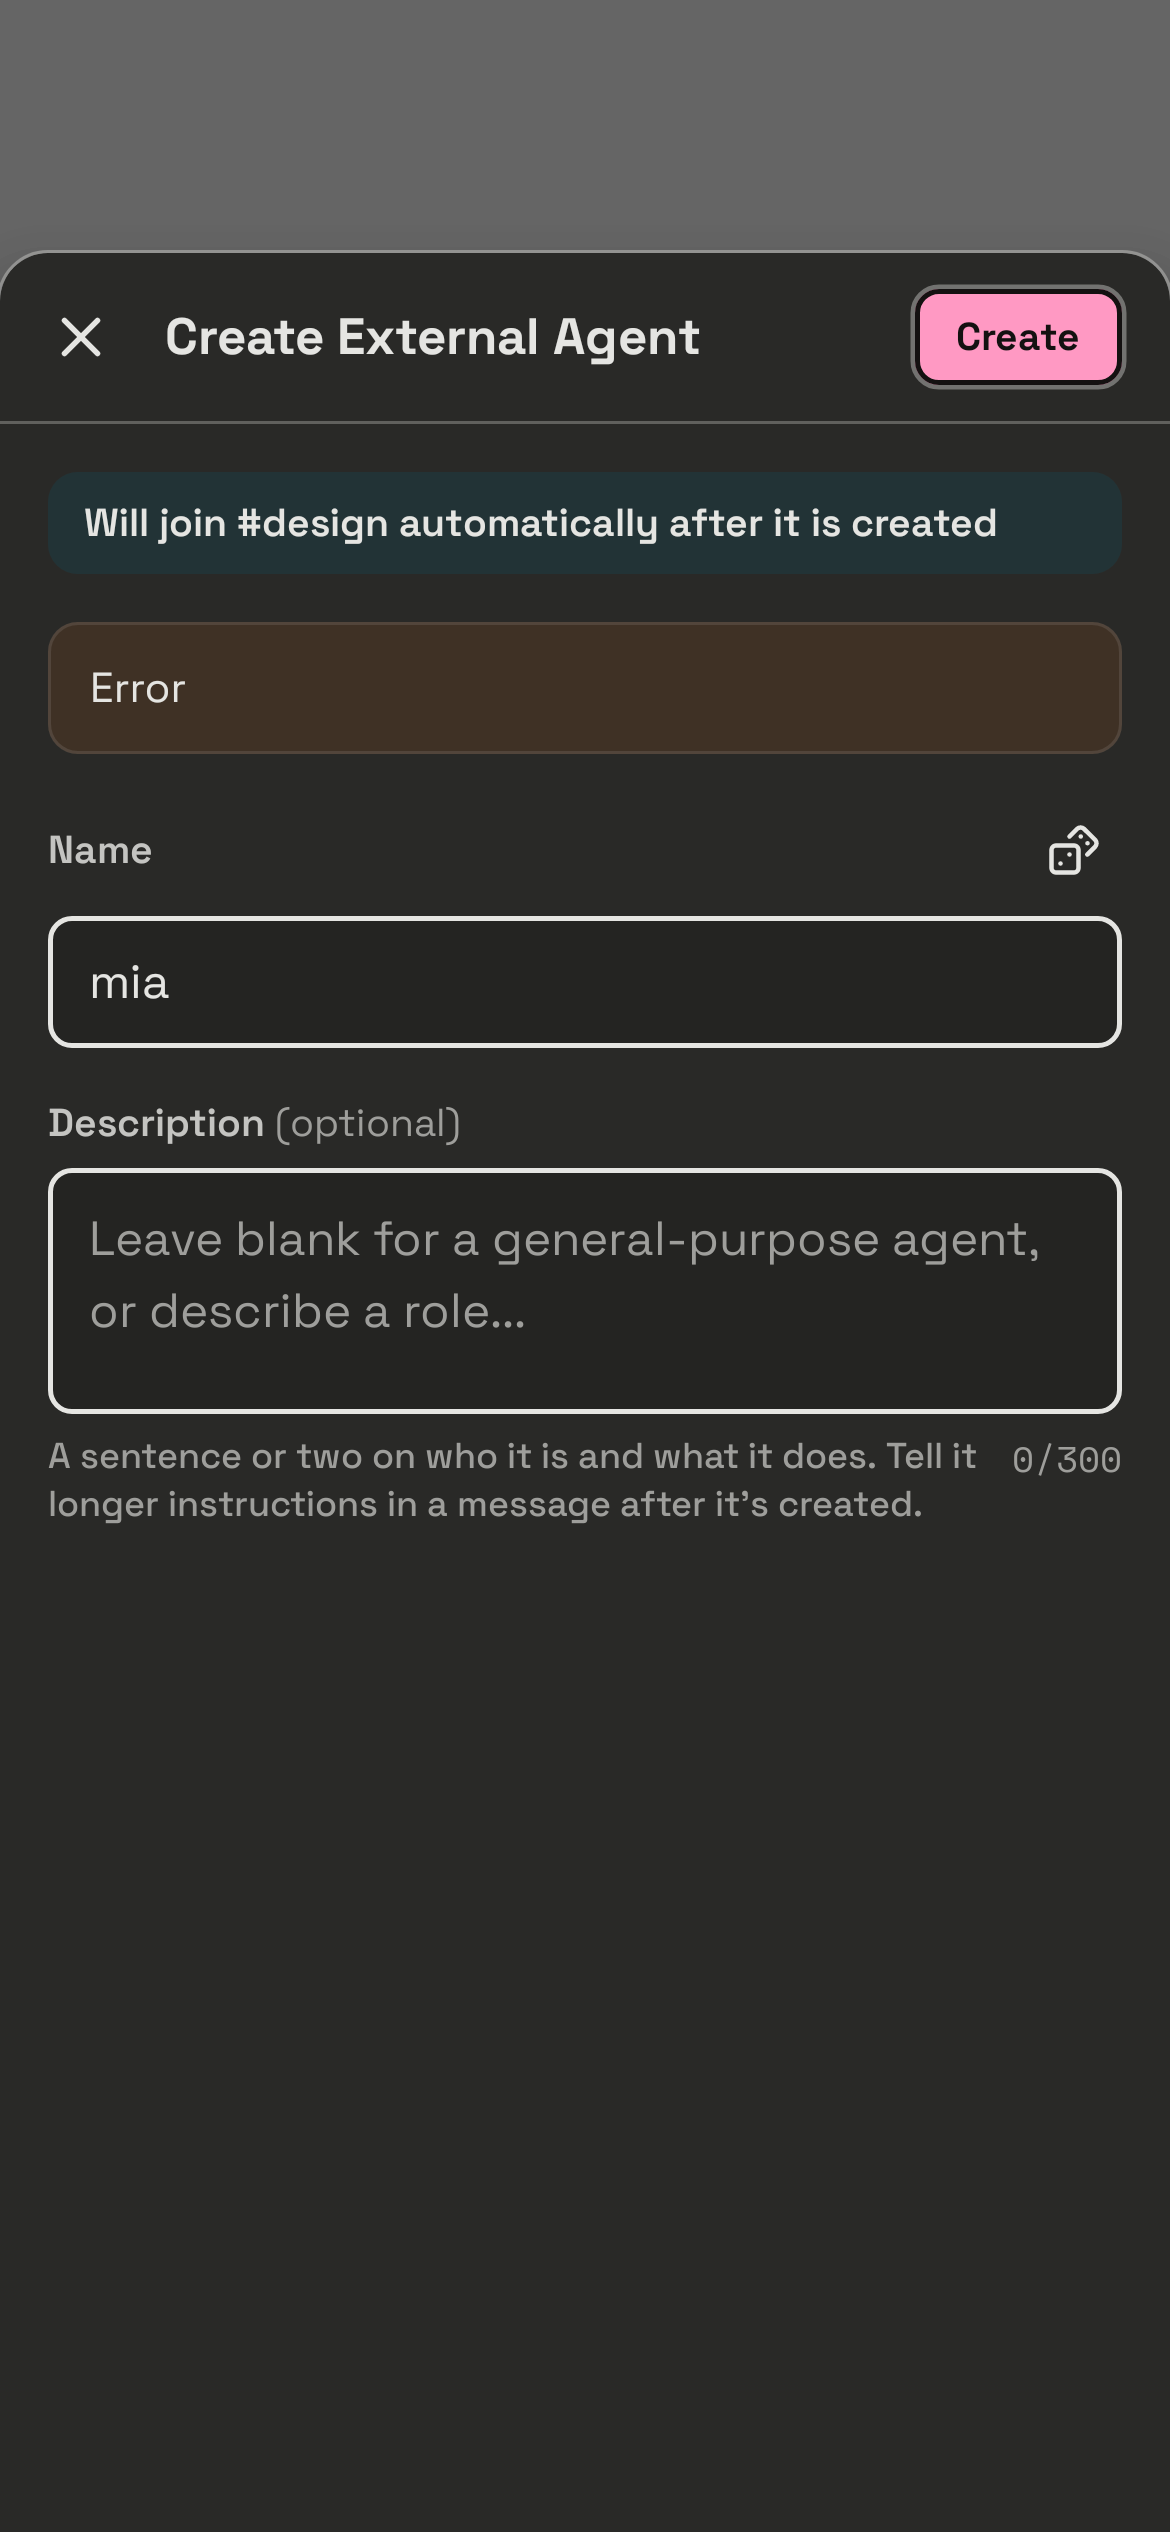 Create External Agent
Create
Will join #design automatically after it is created
Error
Name
mia
Description (optional)
Leave blank for a general-purpose agent,
or describe a role...
A sentence or two on who it is and what it does. Tell it
longer instructions in a message after it’s created.
0/300